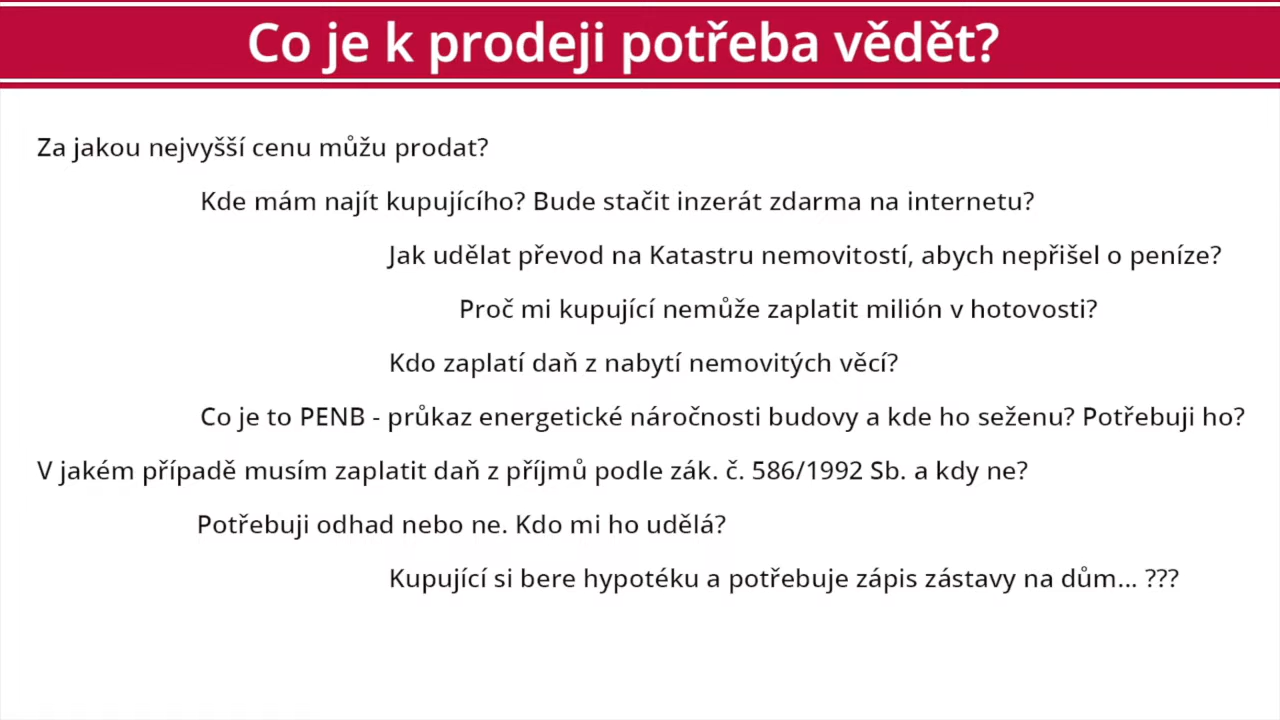 Co je k prodeji potřeba vědět?
Za jakou nejvyšší cenu můžu prodat?
Kde mám najít kupujícího? Bude stačit inzerát zdarma na internetu?
Jak udělat převod na Katastru nemovitostí, abych nepřišel o peníze?
Proč mi kupující nemůže zaplatit milión v hotovosti?
Kdo zaplatí daň z nabytí nemovitých věcí?
Co je to PENB - průkaz energetické náročnosti budovy a kde ho seženu? Potřebuji ho?
V jakém případě musím zaplatit daň z příjmů podle zák. č. 586/1992 Sb. a kdy ne?
Potřebuji odhad nebo ne. Kdo mi ho udělá?
Kupující si bere hypotéku a potřebuje zápis zástavy na dům... ???